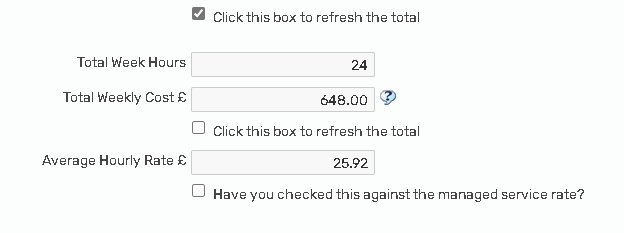 Click this box to refresh the total
Total Week Hours 24
Total Weekly Cost £ 648.00 ?
Click this box to refresh the total
Average Hourly Rate £ 25.92
Have you checked this against the managed service rate?